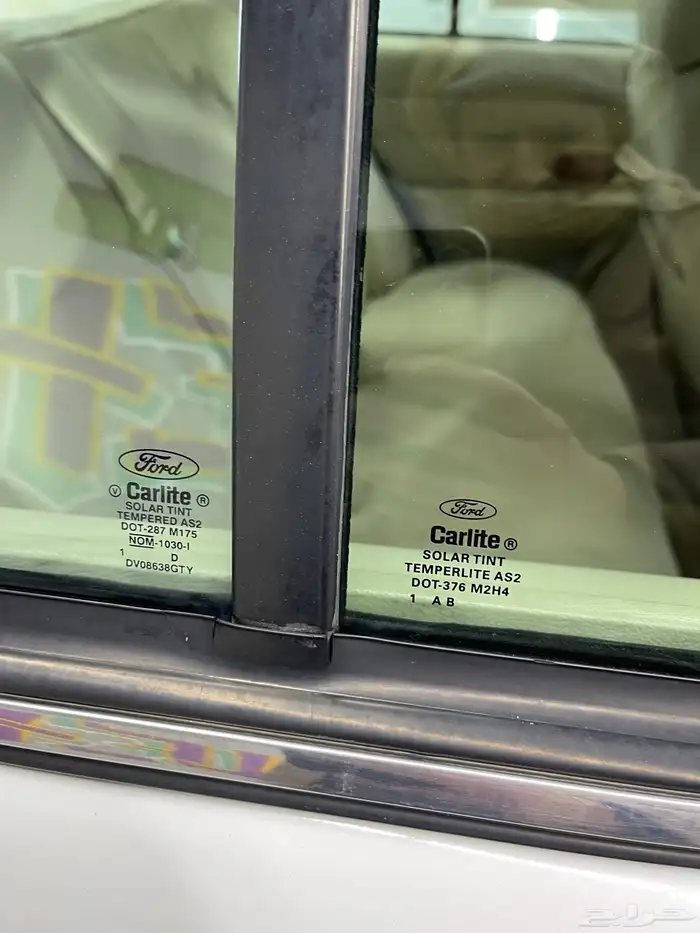 Ford
V Carlite ®
SOLAR TINT
TEMPERED AS2
DOT-287 M175
NOM-1030-I
1 D
DV08638GTY
Ford
Carlite ®
SOLAR TINT
TEMPERLITE AS2
DOT-376 M2H4
1 A B
حراج